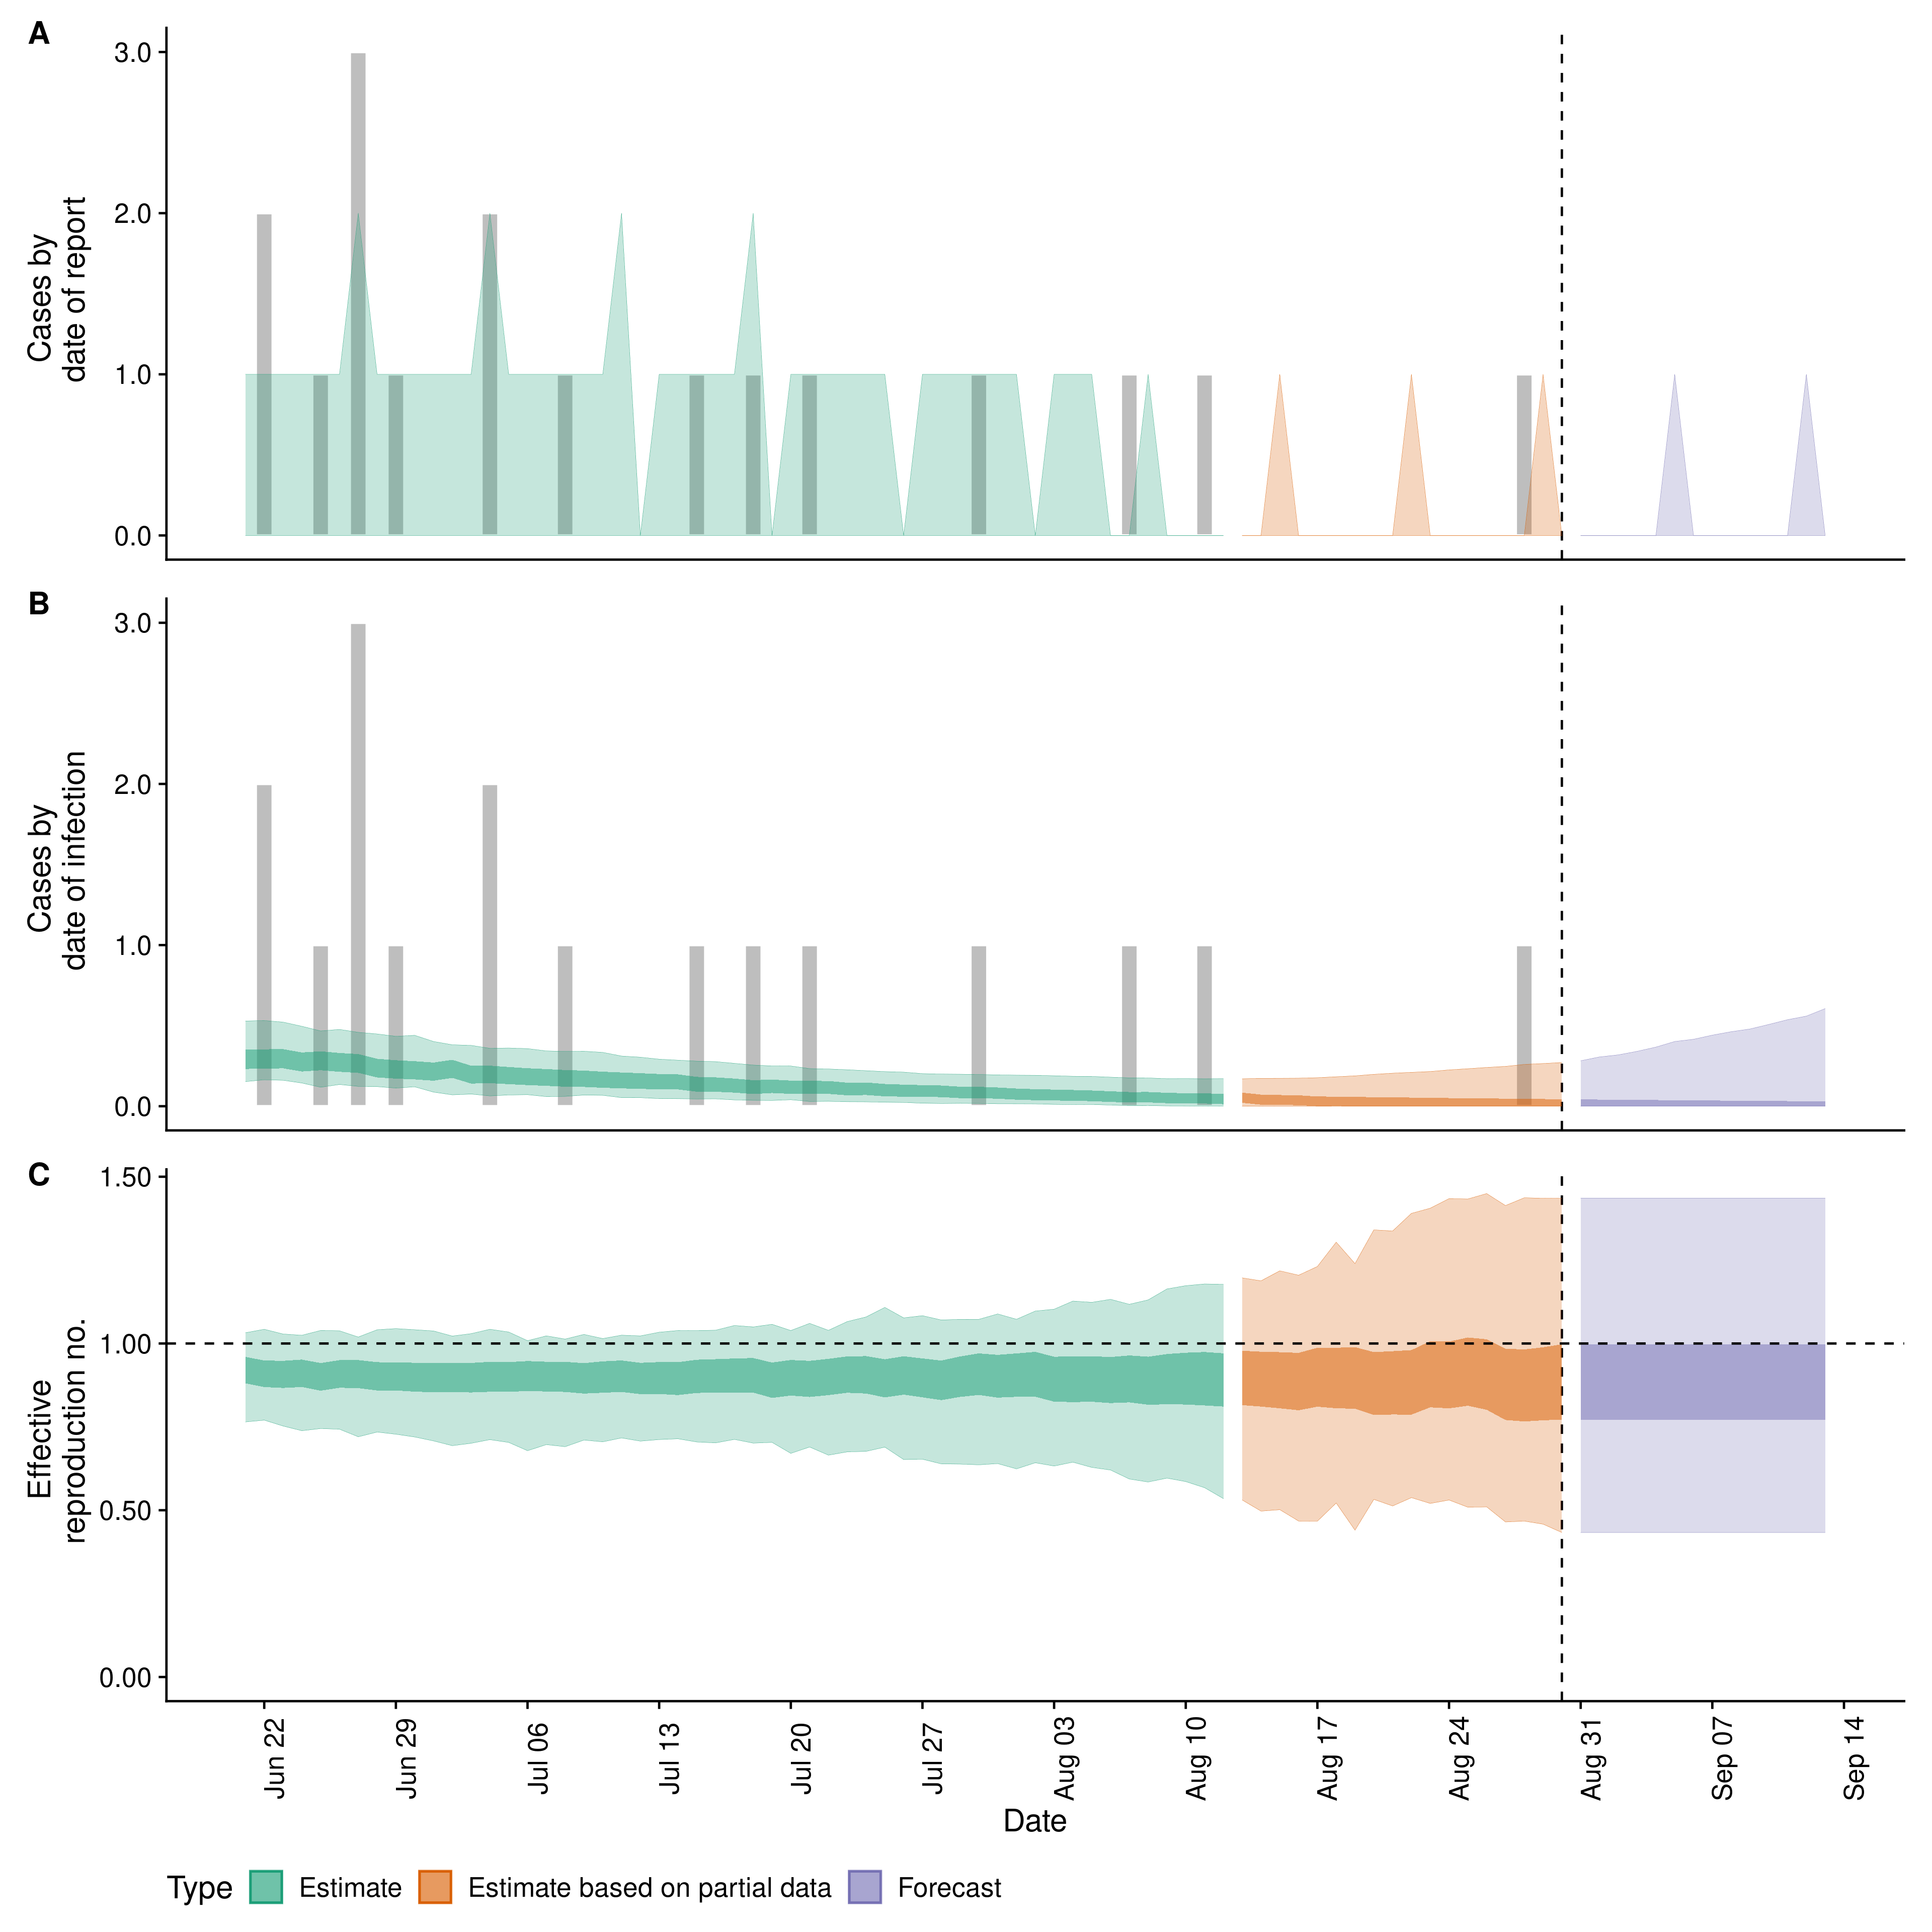 A
3.0
2.0
1.0
0.0
Cases by
date of report
B
3.0
2.0
1.0
0.0
Cases by
date of infection
C
1.50
1.00
0.50
0.00
Effective
reproduction no.
Jun 22
Jun 29
Jul 06
Jul 13
Jul 20
Jul 27
Aug 03
Aug 10
Aug 17
Aug 24
Aug 31
Sep 07
Sep 14
Date
Type Estimate Estimate based on partial data Forecast